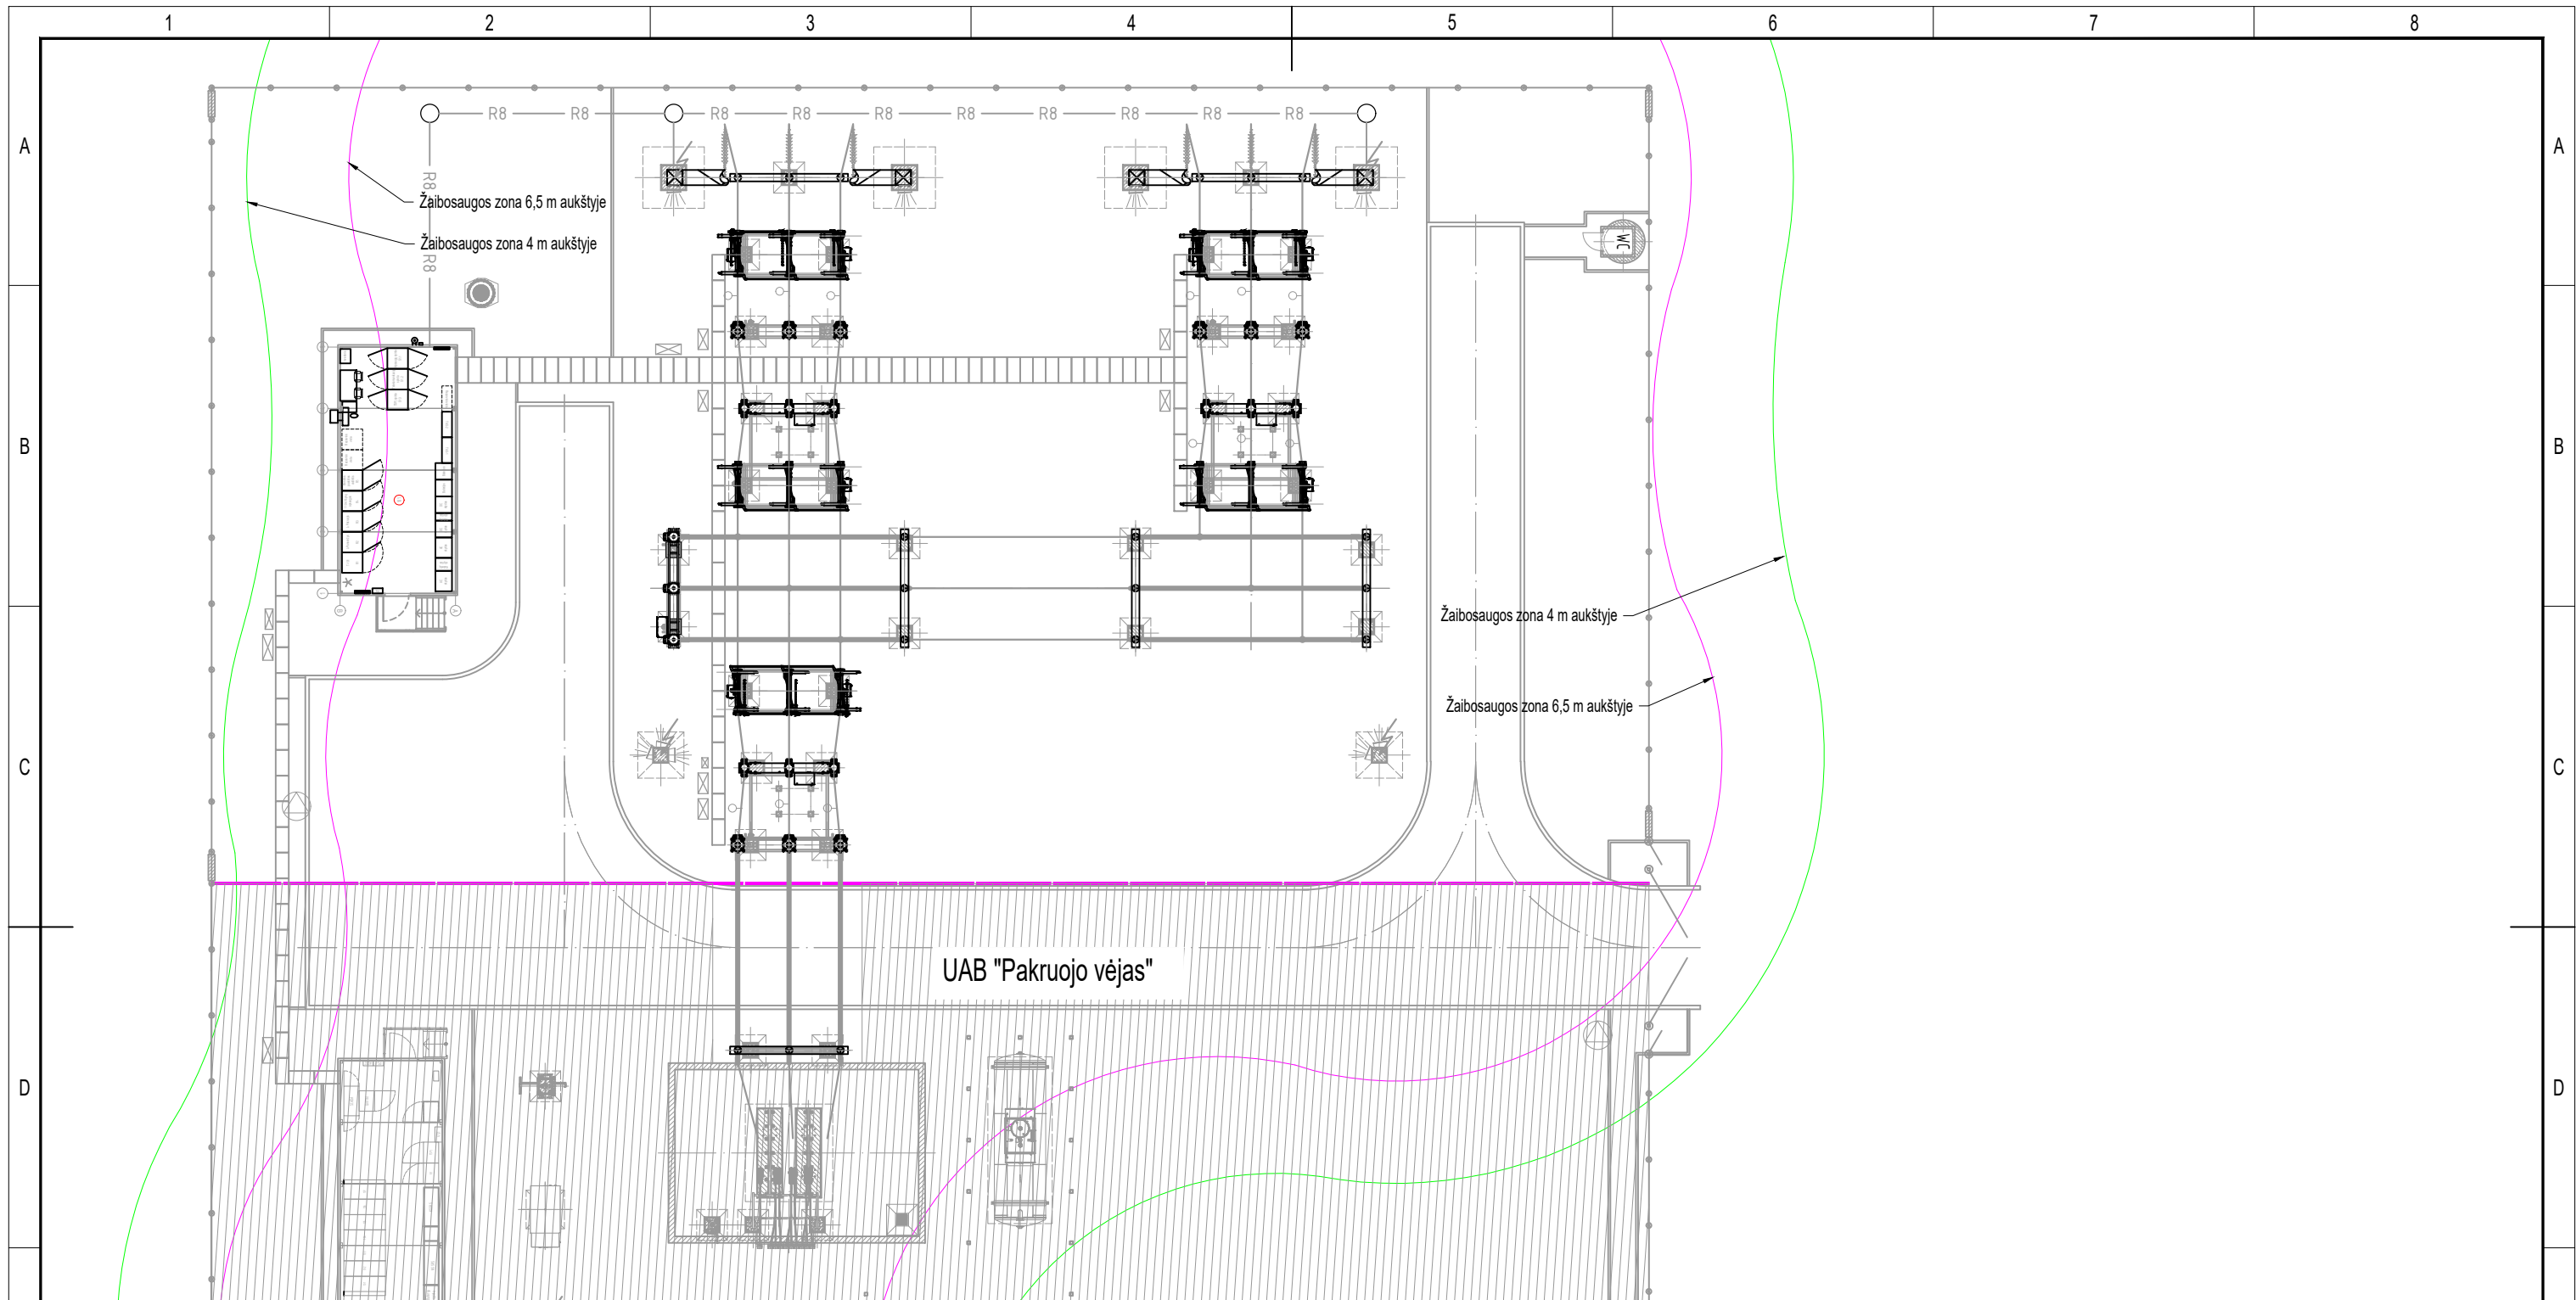 1 2 3 4 5 6 7 8
R8 R8 R8 R8 R8 R8 R8 R8 R8 R8
A A
R8
Žaibosaugos zona 6,5 m aukštyje
WC
Žaibosaugos zona 4 m aukštyje
R8
B B
Žaibosaugos zona 4 m aukštyje
Žaibosaugos zona 6,5 m aukštyje
C C
UAB "Pakruojo vėjas"
D D